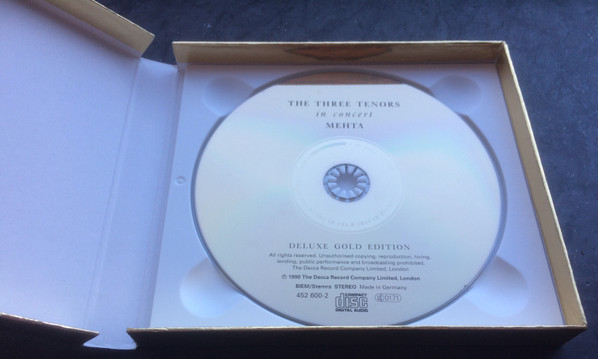 THE THREE TENORS
in concert
MEHTA
DELUXE GOLD EDITION
All rights reserved. Unauthorised copying, reproduction, hiring,
lending, public performance and broadcasting prohibited.
The Decca Record Company Limited, London
℗ 1990 The Decca Record Company Limited, London
BIEM/Stemra STEREO Made in Germany
452 600-2
COMPACT
disc
DIGITAL AUDIO
0171